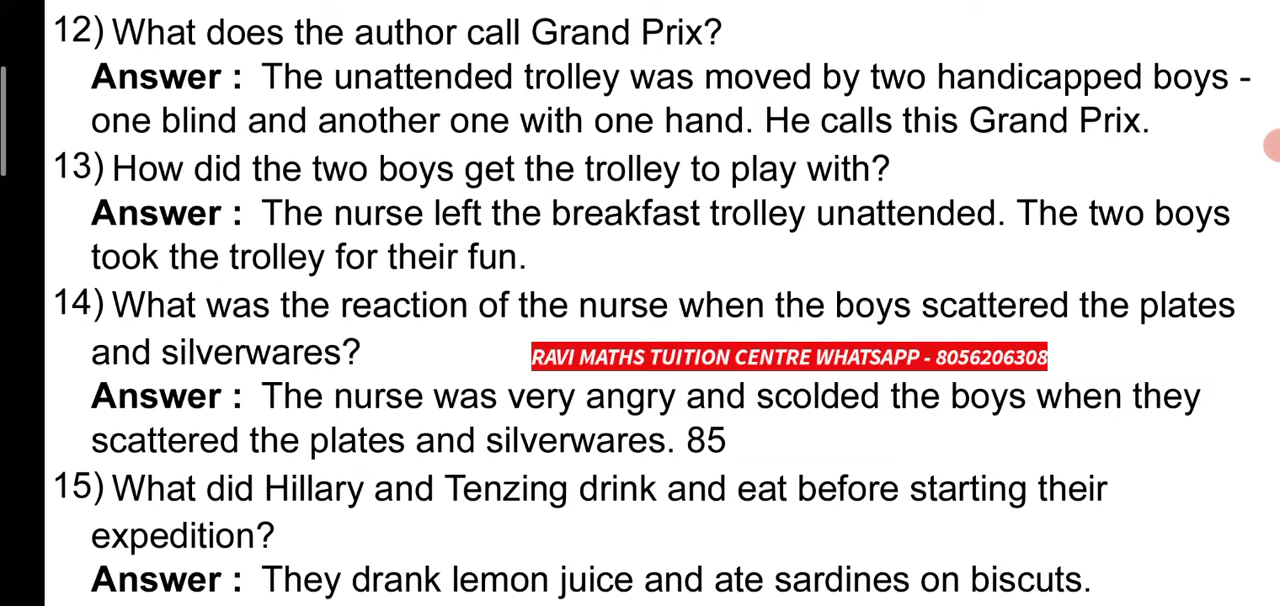 12) What does the author call Grand Prix?
Answer : The unattended trolley was moved by two handicapped boys -
one blind and another one with one hand. He calls this Grand Prix.
13) How did the two boys get the trolley to play with?
Answer : The nurse left the breakfast trolley unattended. The two boys
took the trolley for their fun.
14) What was the reaction of the nurse when the boys scattered the plates
and silverwares?
RAVI MATHS TUITION CENTRE WHATSAPP - 8056206308
Answer : The nurse was very angry and scolded the boys when they
scattered the plates and silverwares. 85
15) What did Hillary and Tenzing drink and eat before starting their
expedition?
Answer : They drank lemon juice and ate sardines on biscuts.